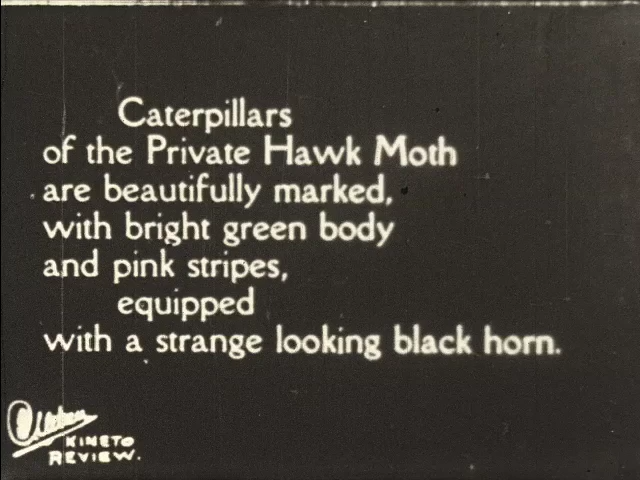 Caterpillars
of the Private Hawk Moth
are beautifully marked,
with bright green body
and pink stripes,
equipped
with a strange looking black horn.
Urban
KINETO
REVIEW.